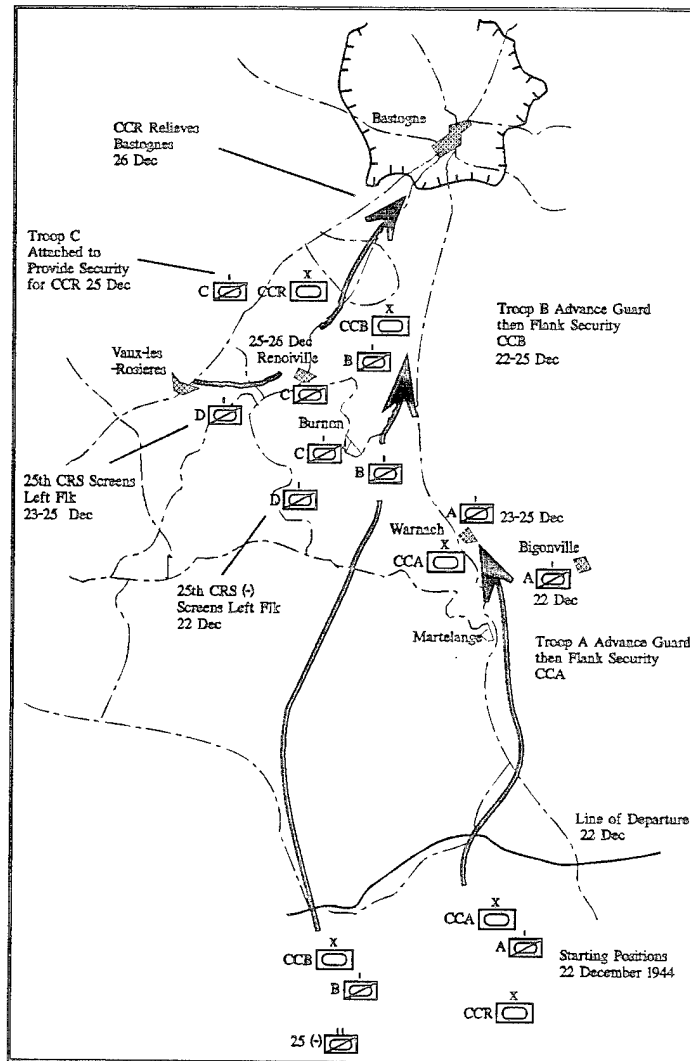 Bastogne
CCR Relieves
Bastognes
26 Dec
Troop C
Attached to
Provide Security
for CCR 25 Dec
C
X
CCR
X
CCB
Troop B Advance Guard
then Flank Security
CCB
22-25 Dec
25-26 Dec
Renoiville
B
Vaux-les
-Rosieres
C
D
Burnon
C
B
25th CRS Screens
Left Flk
23-25 Dec
D
A
23-25 Dec
Warnach
X
CCA
Bigonville
A
22 Dec
25th CRS (-)
Screens Left Flk
22 Dec
Martelange
Troop A Advance Guard
then Flank Security
CCA
Line of Departure
22 Dec
X
CCA
A
X
CCB
B
Starting Positions
22 December 1944
X
CCR
25 (-)